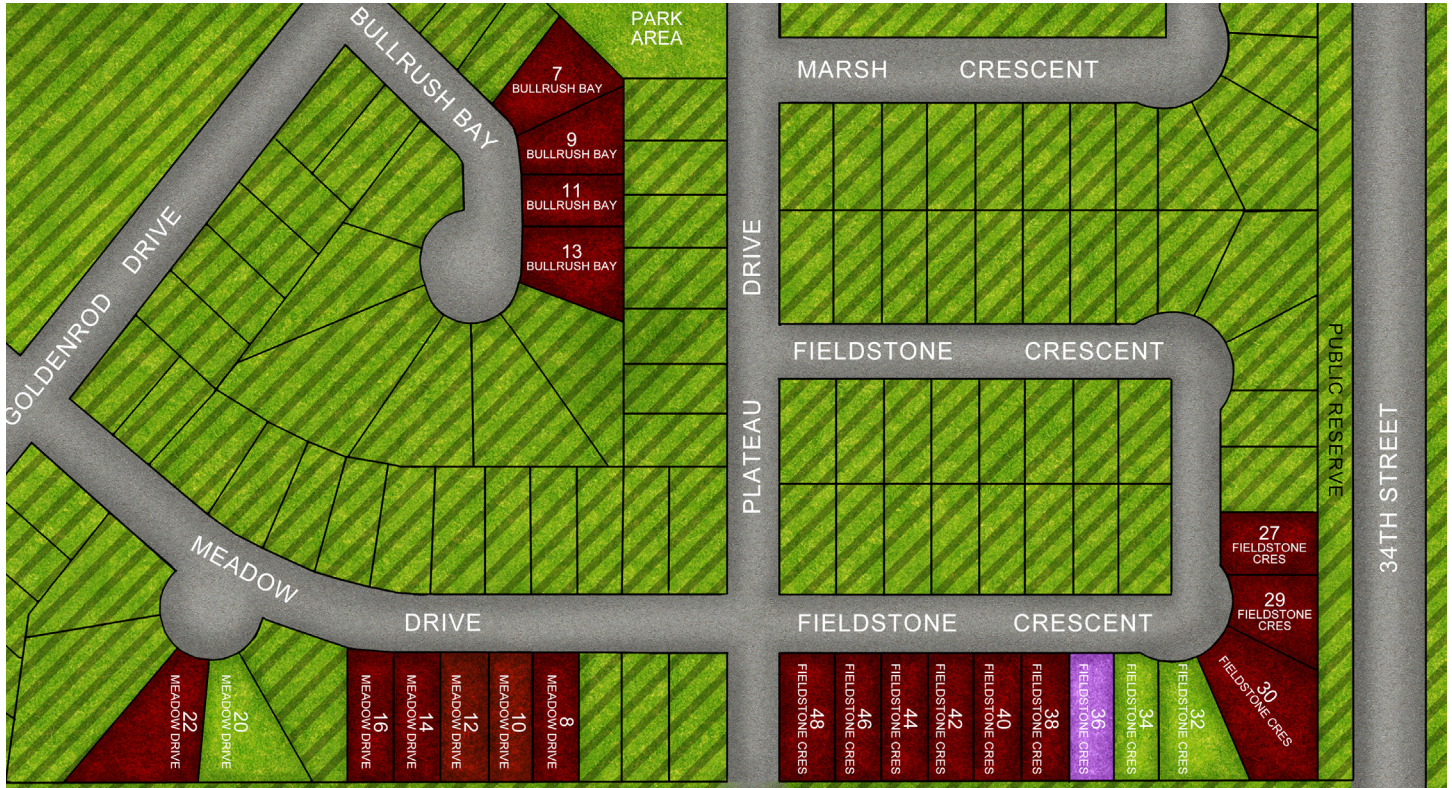 PARK
AREA
BULLRUSH BAY
7
BULLRUSH BAY
9
BULLRUSH BAY
11
BULLRUSH BAY
13
BULLRUSH BAY
MARSH CRESCENT
GOLDENROD DRIVE
PLATEAU DRIVE
FIELDSTONE CRESCENT
PUBLIC RESERVE
34TH STREET
27
FIELDSTONE
CRES
29
FIELDSTONE
CRES
30
FIELDSTONE CRES
MEADOW DRIVE
FIELDSTONE CRESCENT
22
MEADOW DRIVE
20
MEADOW DRIVE
16
MEADOW DRIVE
14
MEADOW DRIVE
12
MEADOW DRIVE
10
MEADOW DRIVE
8
MEADOW DRIVE
48
FIELDSTONE CRES
46
FIELDSTONE CRES
44
FIELDSTONE CRES
42
FIELDSTONE CRES
40
FIELDSTONE CRES
38
FIELDSTONE CRES
36
FIELDSTONE CRES
34
FIELDSTONE CRES
32
FIELDSTONE CRES